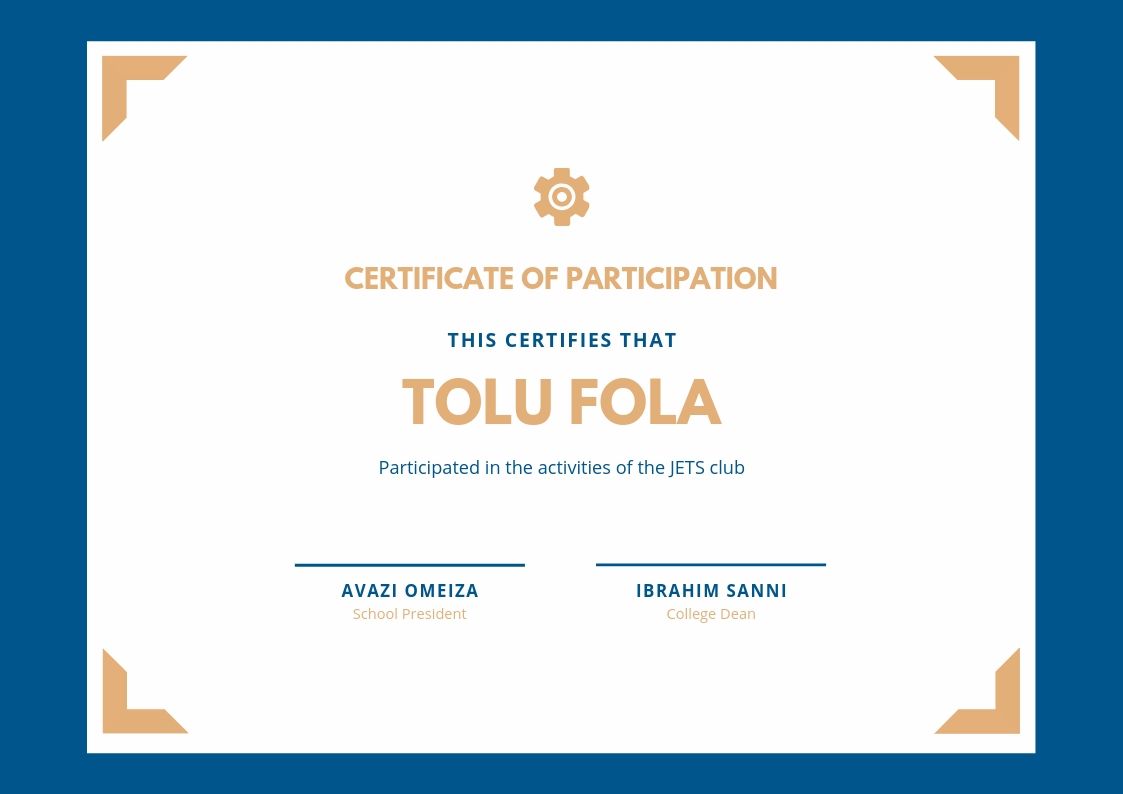 CERTIFICATE OF PARTICIPATION
THIS CERTIFIES THAT
TOLU FOLA
Participated in the activities of the JETS club
AVAZI OMEIZA
School President
IBRAHIM SANNI
College Dean